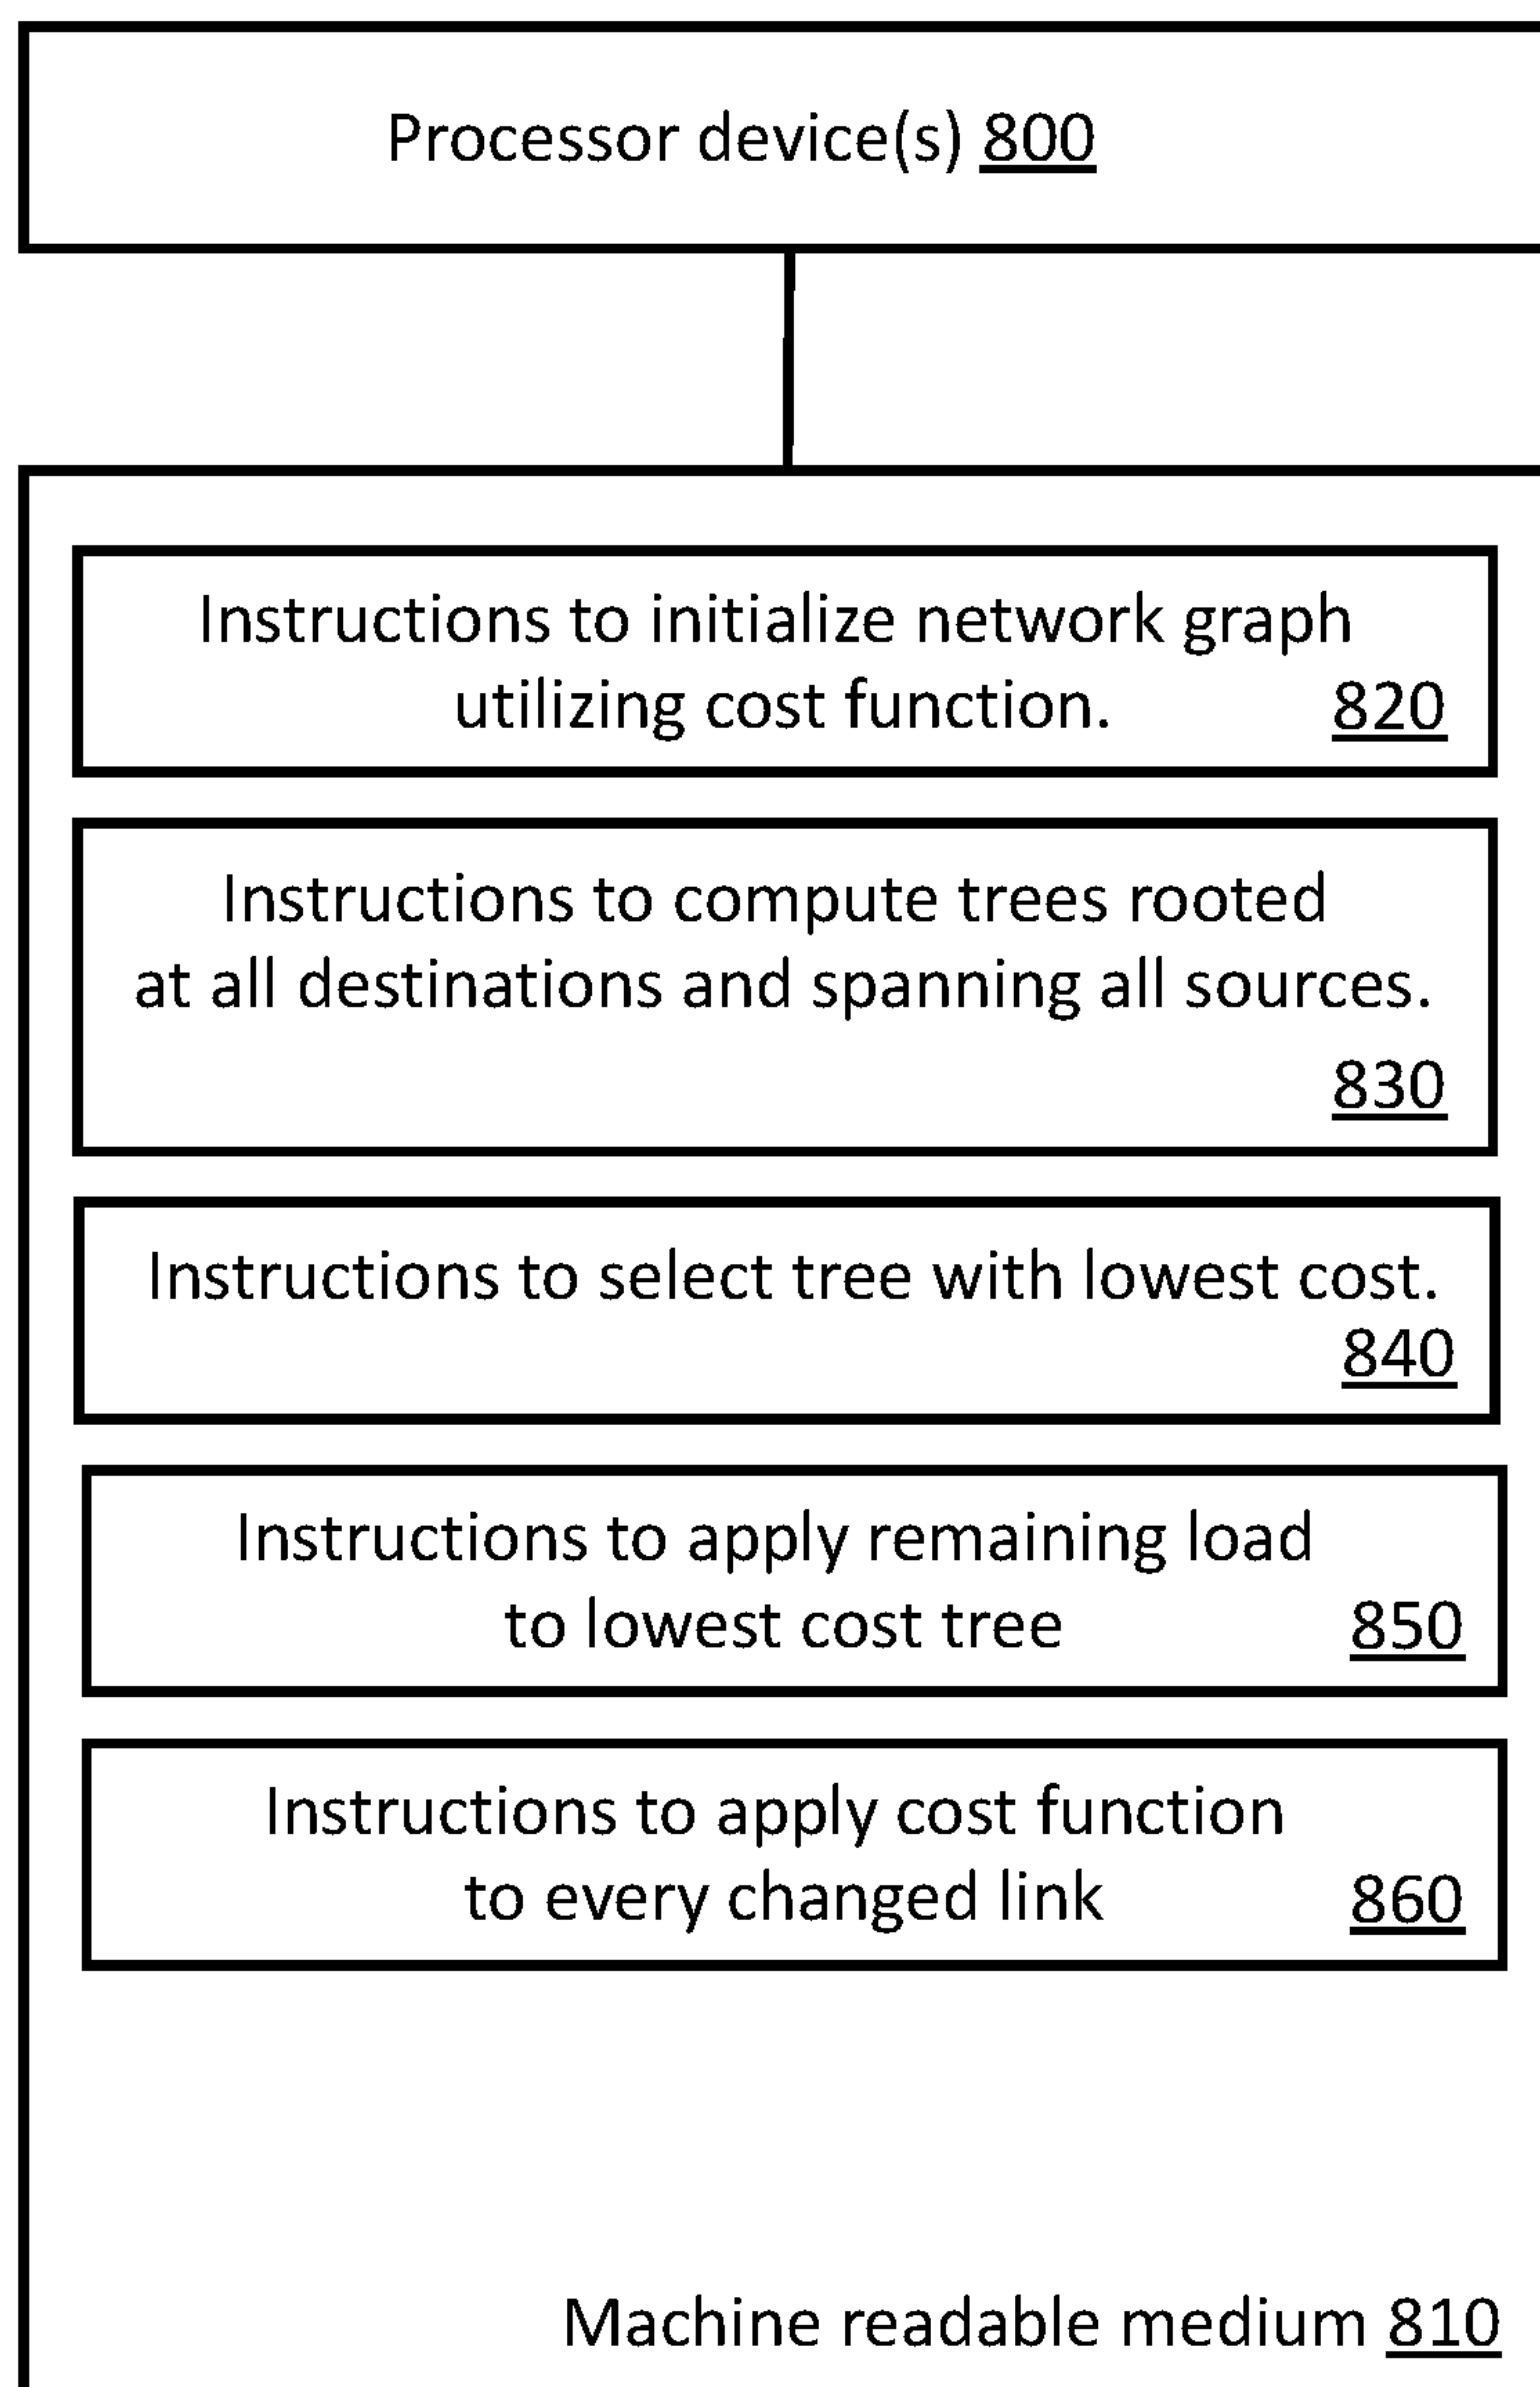 Processor device(s) 800
Instructions to initialize network graph
utilizing cost function. 820
Instructions to compute trees rooted
at all destinations and spanning all sources.
830
Instructions to select tree with lowest cost.
840
Instructions to apply remaining load
to lowest cost tree 850
Instructions to apply cost function
to every changed link 860
Machine readable medium 810